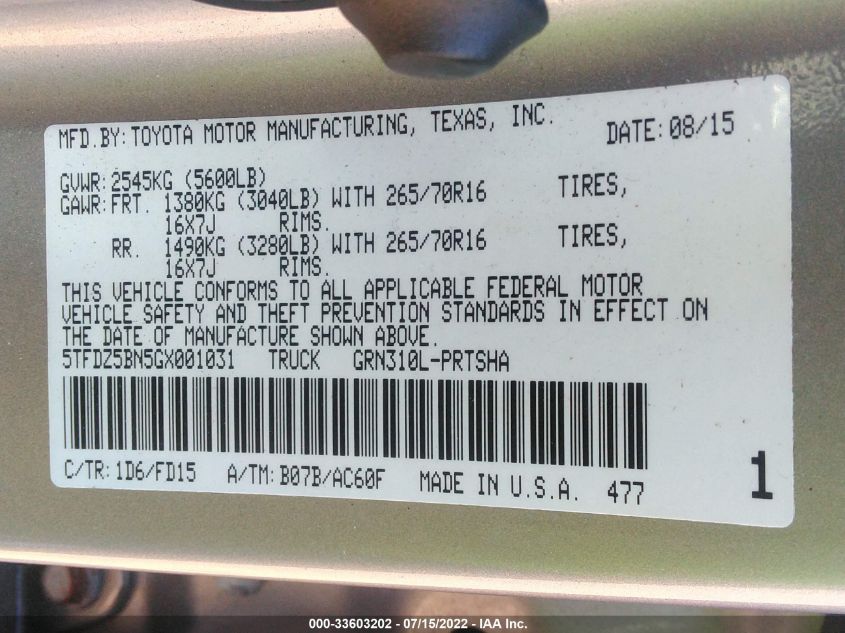 MFD.BY: TOYOTA MOTOR MANUFACTURING, TEXAS, INC. DATE: 08/15
GVWR: 2545KG (5600LB)
GAWR: FRT. 1380KG (3040LB) WITH 265/70R16 TIRES,
16X7J RIMS.
RR. 1490KG (3280LB) WITH 265/70R16 TIRES,
16X7J RIMS.
THIS VEHICLE CONFORMS TO ALL APPLICABLE FEDERAL MOTOR
VEHICLE SAFETY AND THEFT PREVENTION STANDARDS IN EFFECT ON
THE DATE OF MANUFACTURE SHOWN ABOVE.
5TFDZ5BN5GX001031 TRUCK GRN310L-PRTSHA
C/TR: 1D6/FD15 A/TM: B07B/AC60F MADE IN U.S.A. 477 1
000-33603202 - 07/15/2022 - IAA Inc.